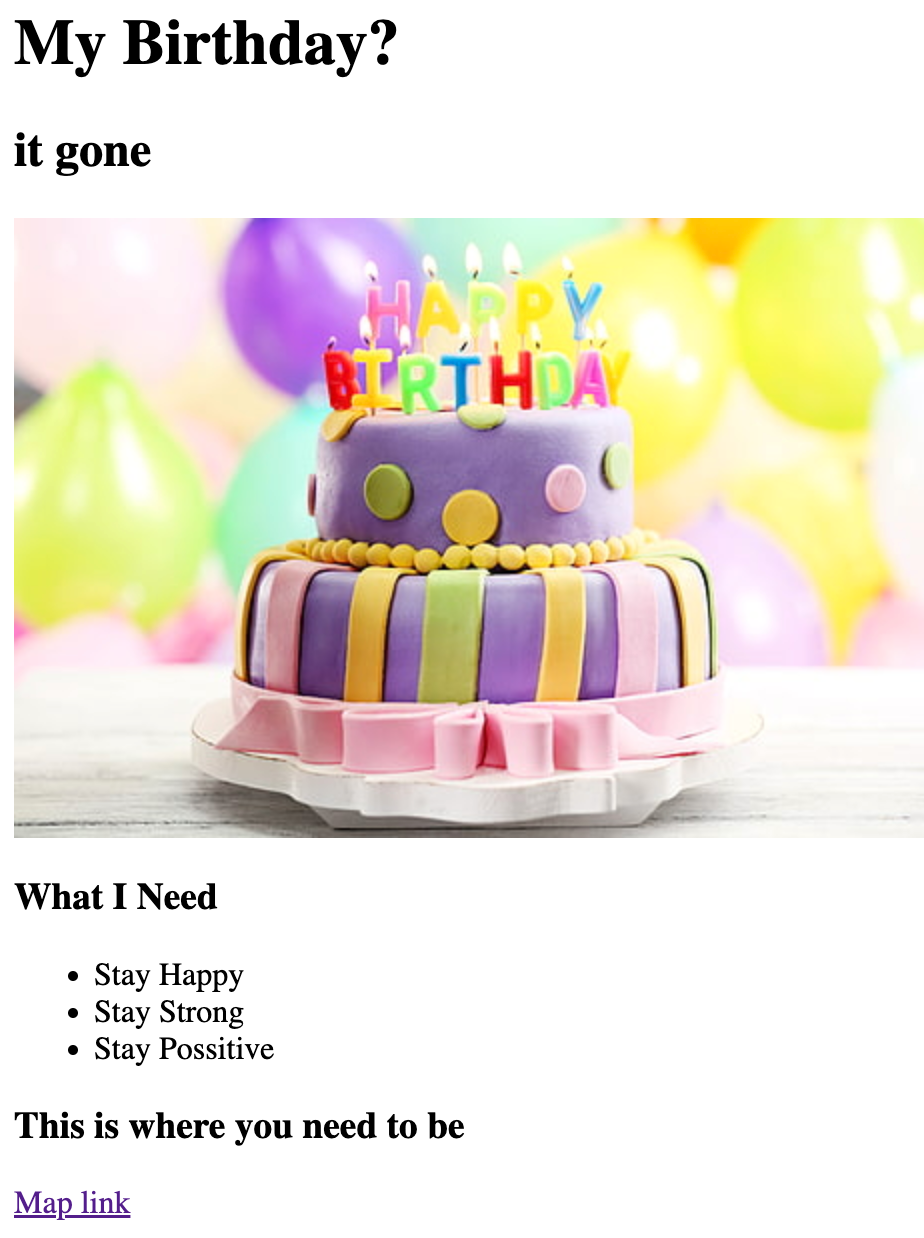 My Birthday?
it gone
HAPPY
BIRTHDAY
What I Need
Stay Happy
Stay Strong
Stay Possitive
This is where you need to be
Map link